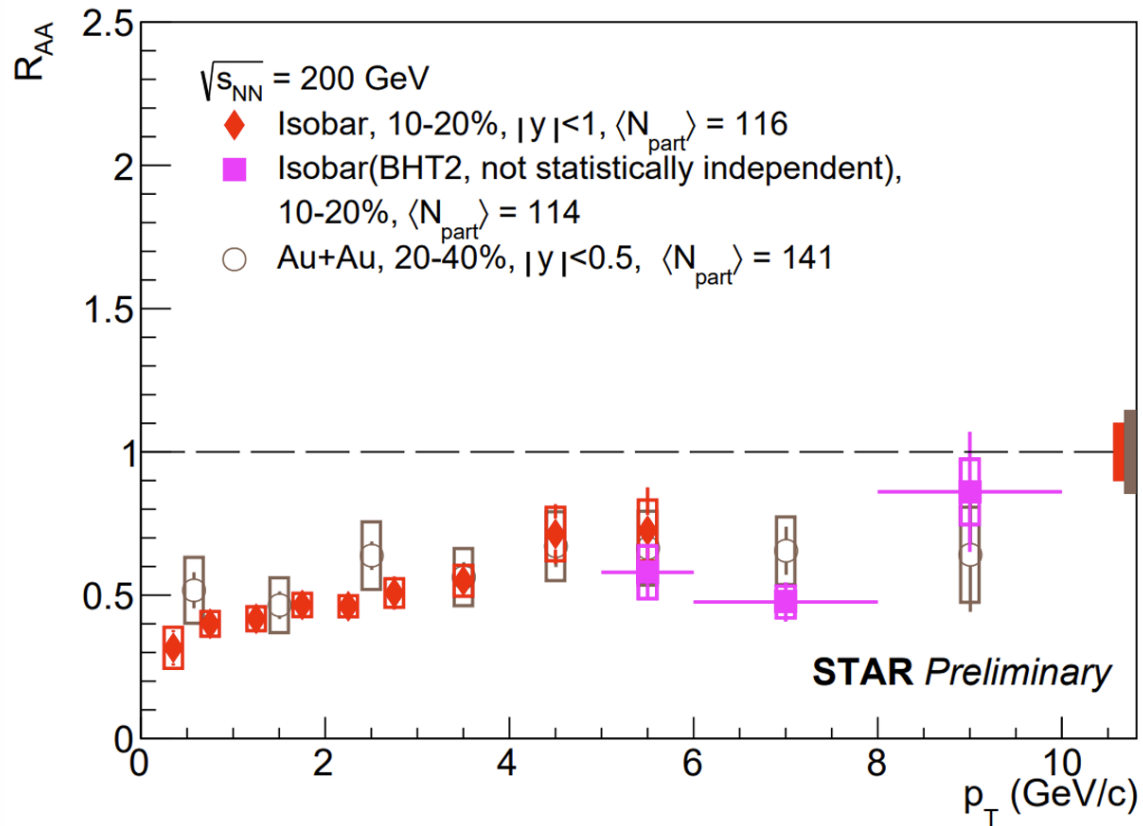 R_AA
2.5
2
1.5
1
0.5
0
√s_NN = 200 GeV
Isobar, 10-20%, |y|<1, ⟨N_part⟩ = 116
Isobar(BHT2, not statistically independent),
10-20%, ⟨N_part⟩ = 114
Au+Au, 20-40%, |y|<0.5, ⟨N_part⟩ = 141
STAR Preliminary
0 2 4 6 8 10
p_T (GeV/c)